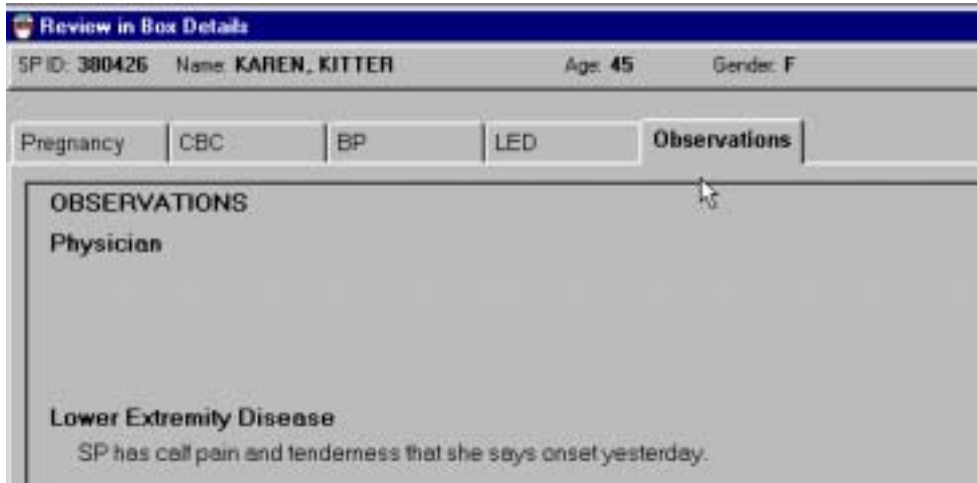 Review in Box Details
SP ID: 380426 Name: KAREN, KITTER Age: 45 Gender: F
Pregnancy CBC BP LED Observations
OBSERVATIONS
Physician
Lower Extremity Disease
SP has calf pain and tenderness that she says onset yesterday.